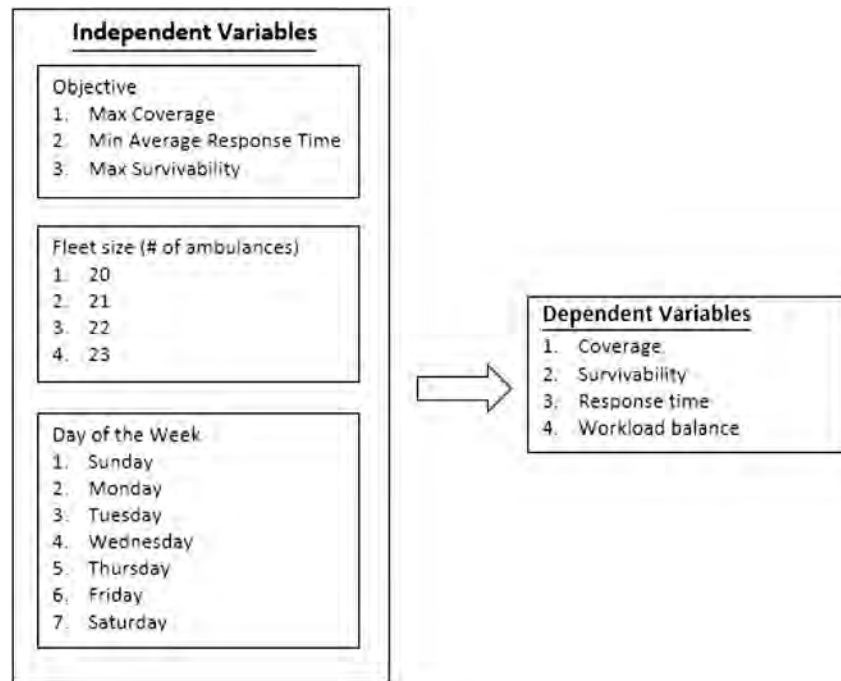 Independent Variables
Objective
1. Max Coverage
2. Min Average Response Time
3. Max Survivability
Fleet size (# of ambulances)
1. 20
2. 21
3. 22
4. 23
Day of the Week
1. Sunday
2. Monday
3. Tuesday
4. Wednesday
5. Thursday
6. Friday
7. Saturday
Dependent Variables
1. Coverage
2. Survivability
3. Response time
4. Workload balance